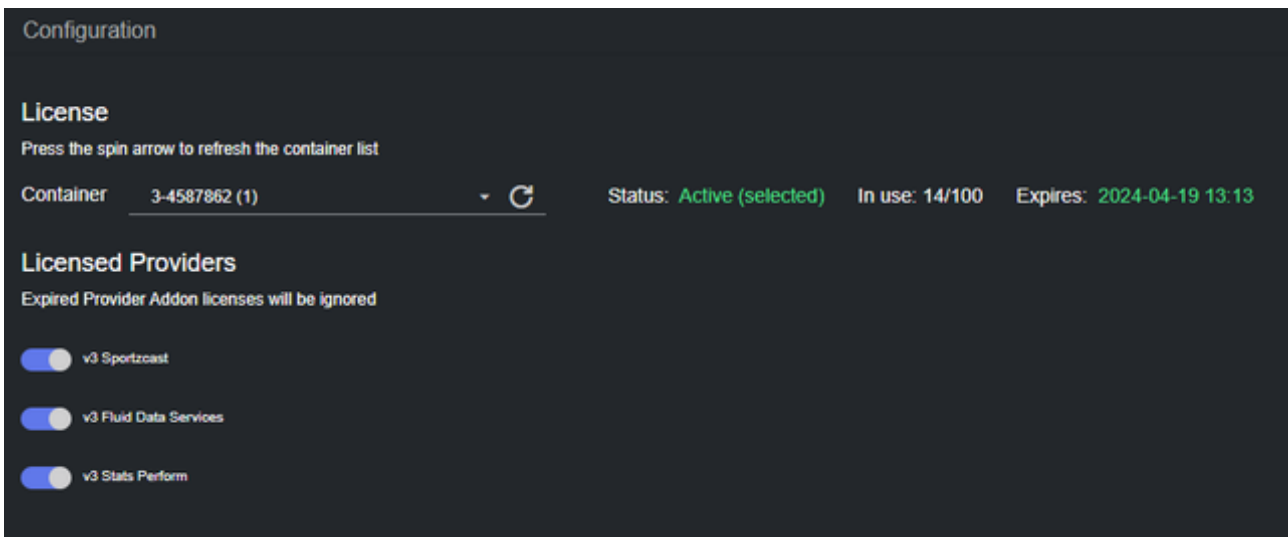 Configuration
License
Press the spin arrow to refresh the container list
Container 3-4587862 (1) Status: Active (selected) In use: 14/100 Expires: 2024-04-19 13:13
Licensed Providers
Expired Provider Addon licenses will be ignored
v3 Sportzcast
v3 Fluid Data Services
v3 Stats Perform